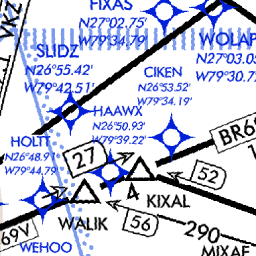 FIXAS
N27°02.75
W79°34.79'
SLIDZ
N26°55.42'
W79°42.51'
WOLAP
N27°03.0
W79°30.7
CIKEN
N26°53.52'
W79°34.19'
HAAWX
N26°50.93'
W79°39.22'
HOLTT
N26°48.9
W79°44.79
27
BR69
52
4
KIXAL
WALIK
56
290
69V
WEHOO
MIXAE